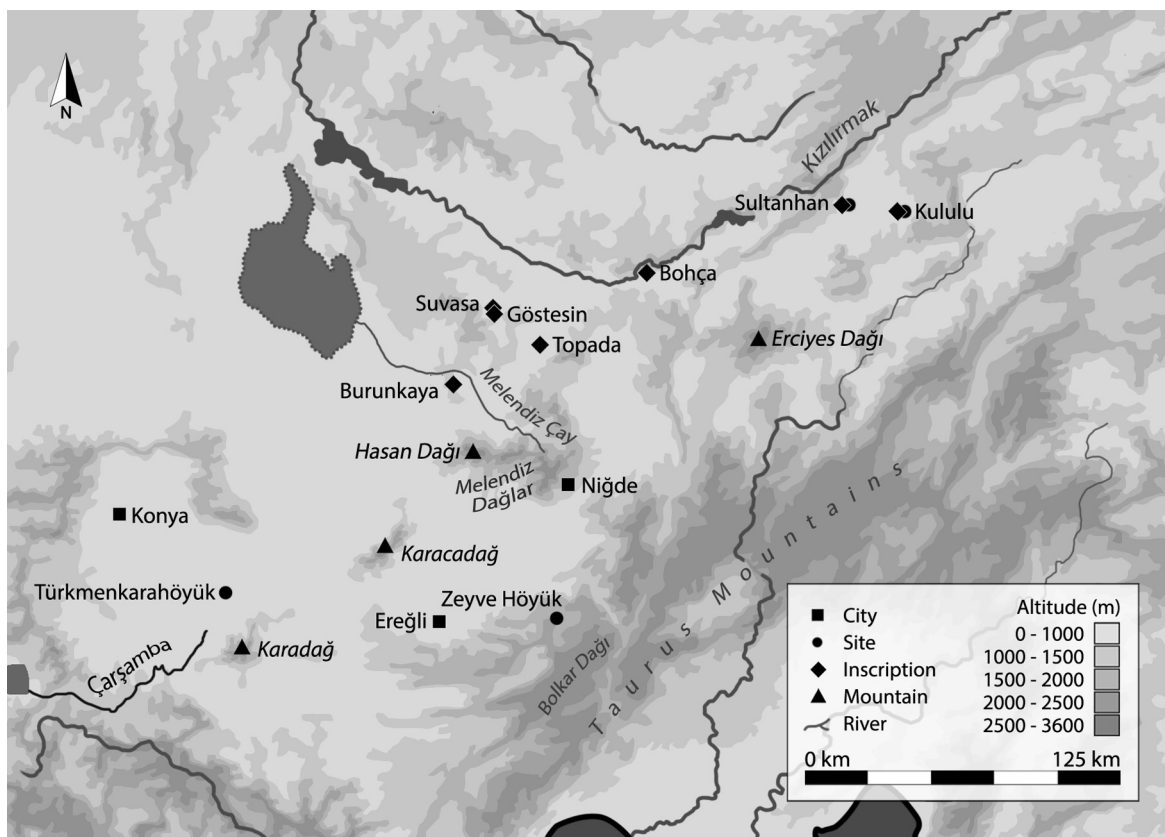 N
Kızılırmak
Sultanhan
Kululu
Bohça
Suvasa
Göstesin
Topada
Erciyes Dağı
Burunkaya
Melendiz Çay
Hasan Dağı
Melendiz
Dağlar
Niğde
Konya
Karacadağ
Türkmenkarahöyük
Zeyve Höyük
Ereğli
Karadağ
Çarşamba
Bolkar Dağı
Taurus Mountains
City
Site
Inscription
Mountain
River
Altitude (m)
0 - 1000
1000 - 1500
1500 - 2000
2000 - 2500
2500 - 3600
0 km
125 km